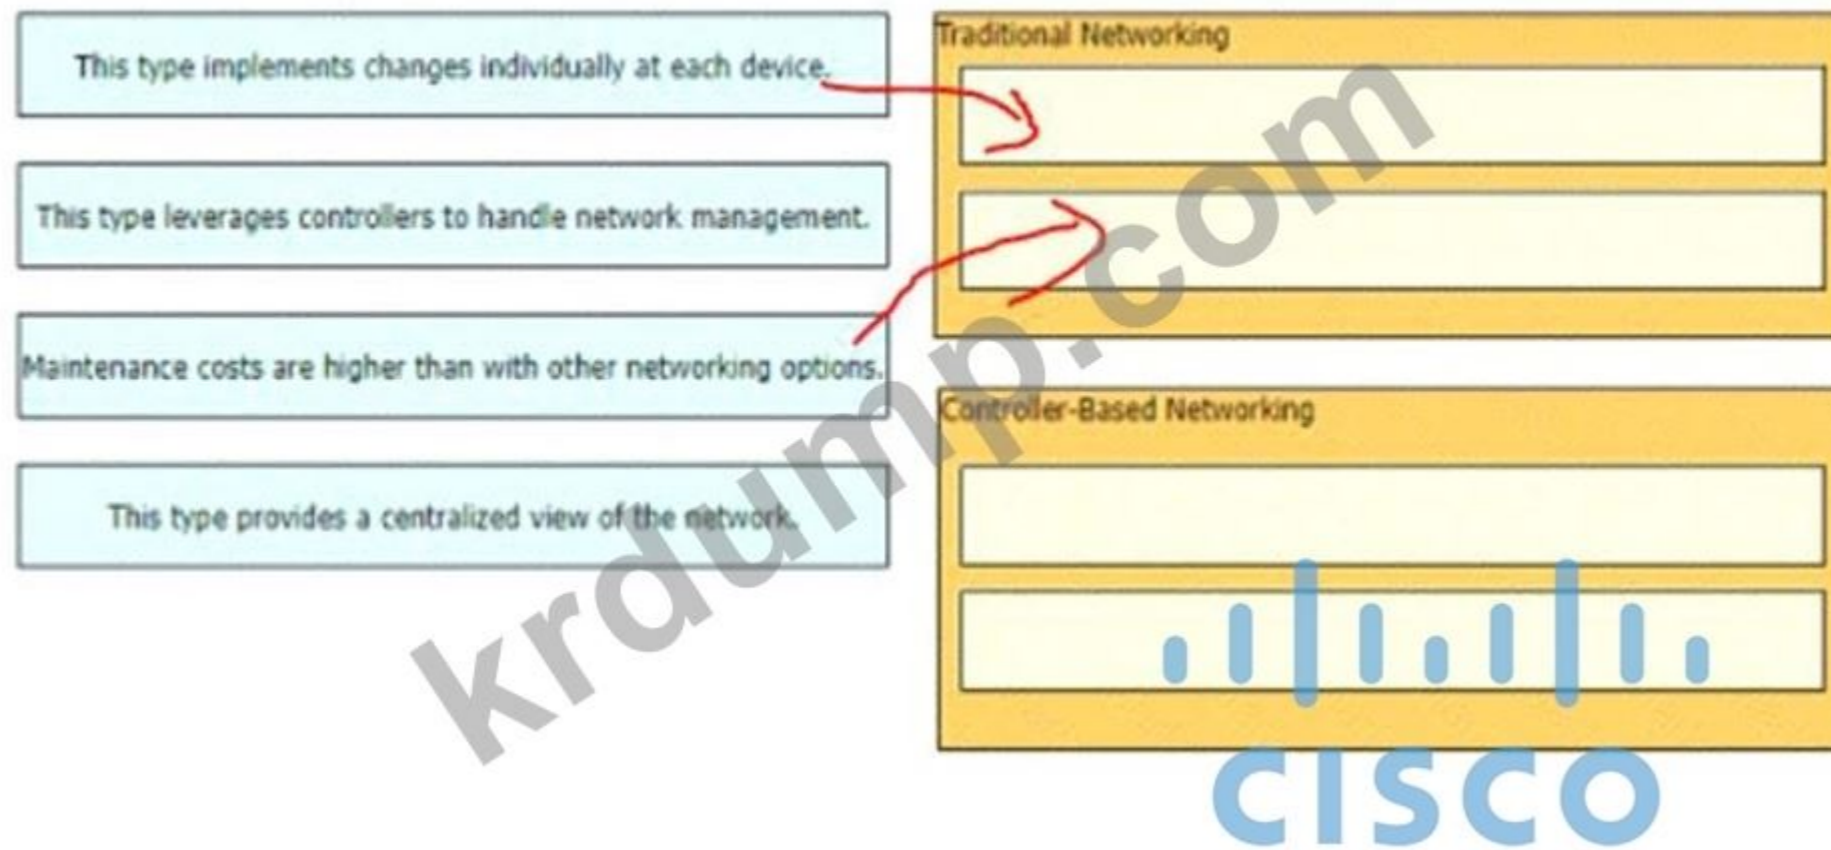 This type implements changes individually at each device.
This type leverages controllers to handle network management.
Maintenance costs are higher than with other networking options.
This type provides a centralized view of the network.
Traditional Networking
Controller-Based Networking
krdump.com
CISCO